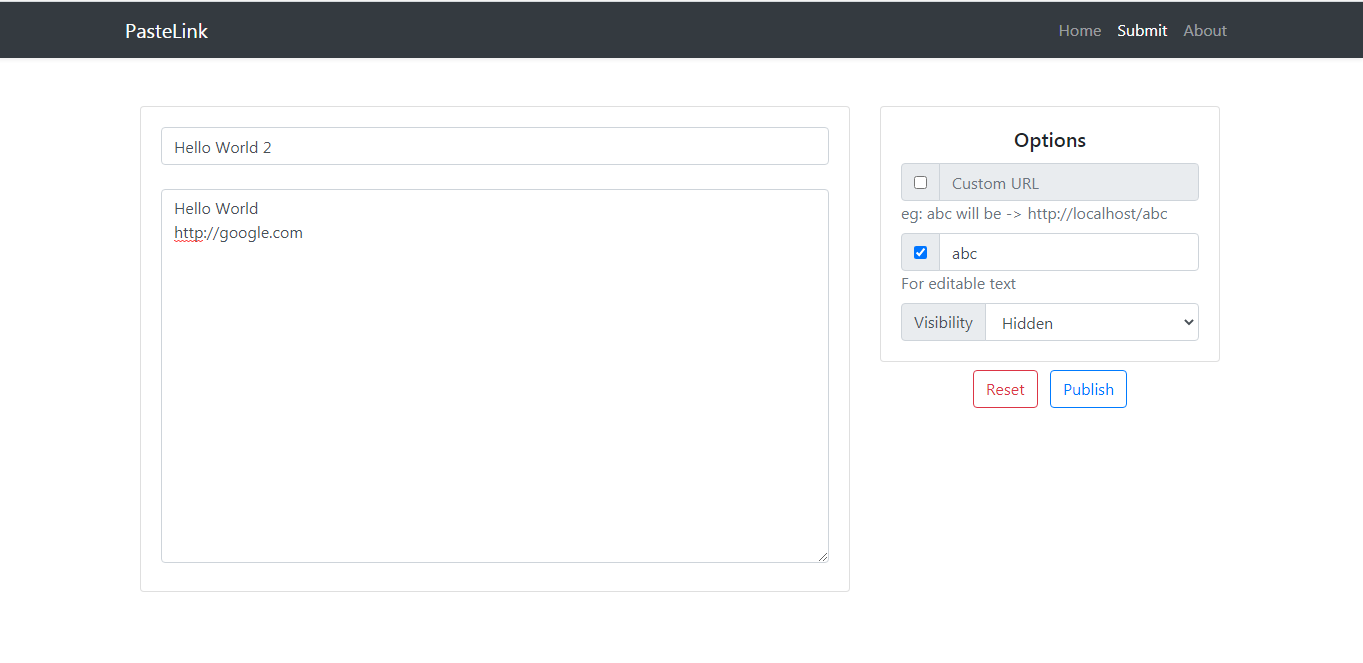 PasteLink
Home Submit About
Hello World 2
Hello World
http://google.com
Options
Custom URL
eg: abc will be -> http://localhost/abc
abc
For editable text
Visibility Hidden
Reset Publish